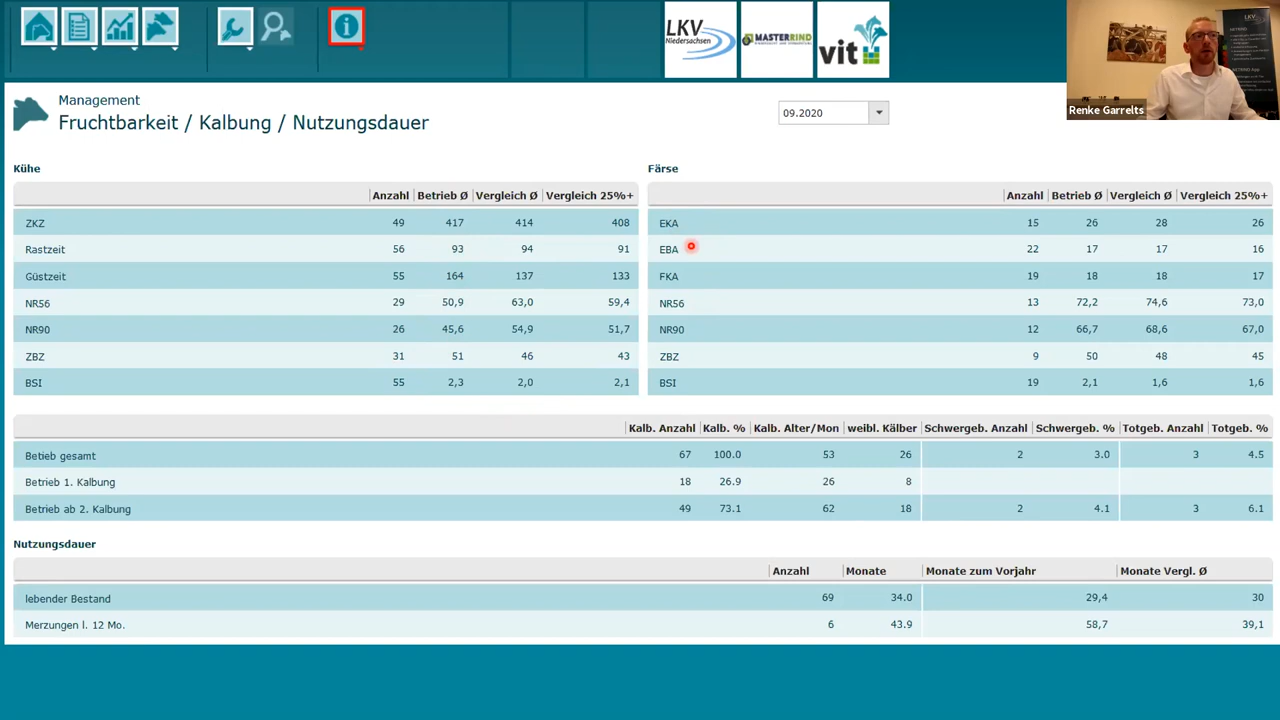 LKV
Niedersachsen
MASTERRIND
vit
Renke Garrelts
Management
Fruchtbarkeit / Kalbung / Nutzungsdauer
09.2020
Kühe
Anzahl Betrieb Ø Vergleich Ø Vergleich 25%+
ZKZ 49 417 414 408
Rastzeit 56 93 94 91
Güstzeit 55 164 137 133
NR56 29 50,9 63,0 59,4
NR90 26 45,6 54,9 51,7
ZBZ 31 51 46 43
BSI 55 2,3 2,0 2,1
Färse
Anzahl Betrieb Ø Vergleich Ø Vergleich 25%+
EKA 15 26 28 26
EBA 22 17 17 16
FKA 19 18 18 17
NR56 13 72,2 74,6 73,0
NR90 12 66,7 68,6 67,0
ZBZ 9 50 48 45
BSI 19 2,1 1,6 1,6
Kalb. Anzahl Kalb. % Kalb. Alter/Mon weibl. Kälber Schwergeb. Anzahl Schwergeb. % Totgeb. Anzahl Totgeb. %
Betieb gesamt 67 100.0 53 26 2 3.0 3 4.5
Betrieb 1. Kalbung 18 26.9 26 8
Betrieb ab 2. Kalbung 49 73.1 62 18 2 4.1 3 6.1
Nutzungsdauer
Anzahl Monate Monate zum Vorjahr Monate Vergl. Ø
lebender Bestand 69 34.0 29,4 30
Merzungen l. 12 Mo. 6 43.9 58,7 39,1